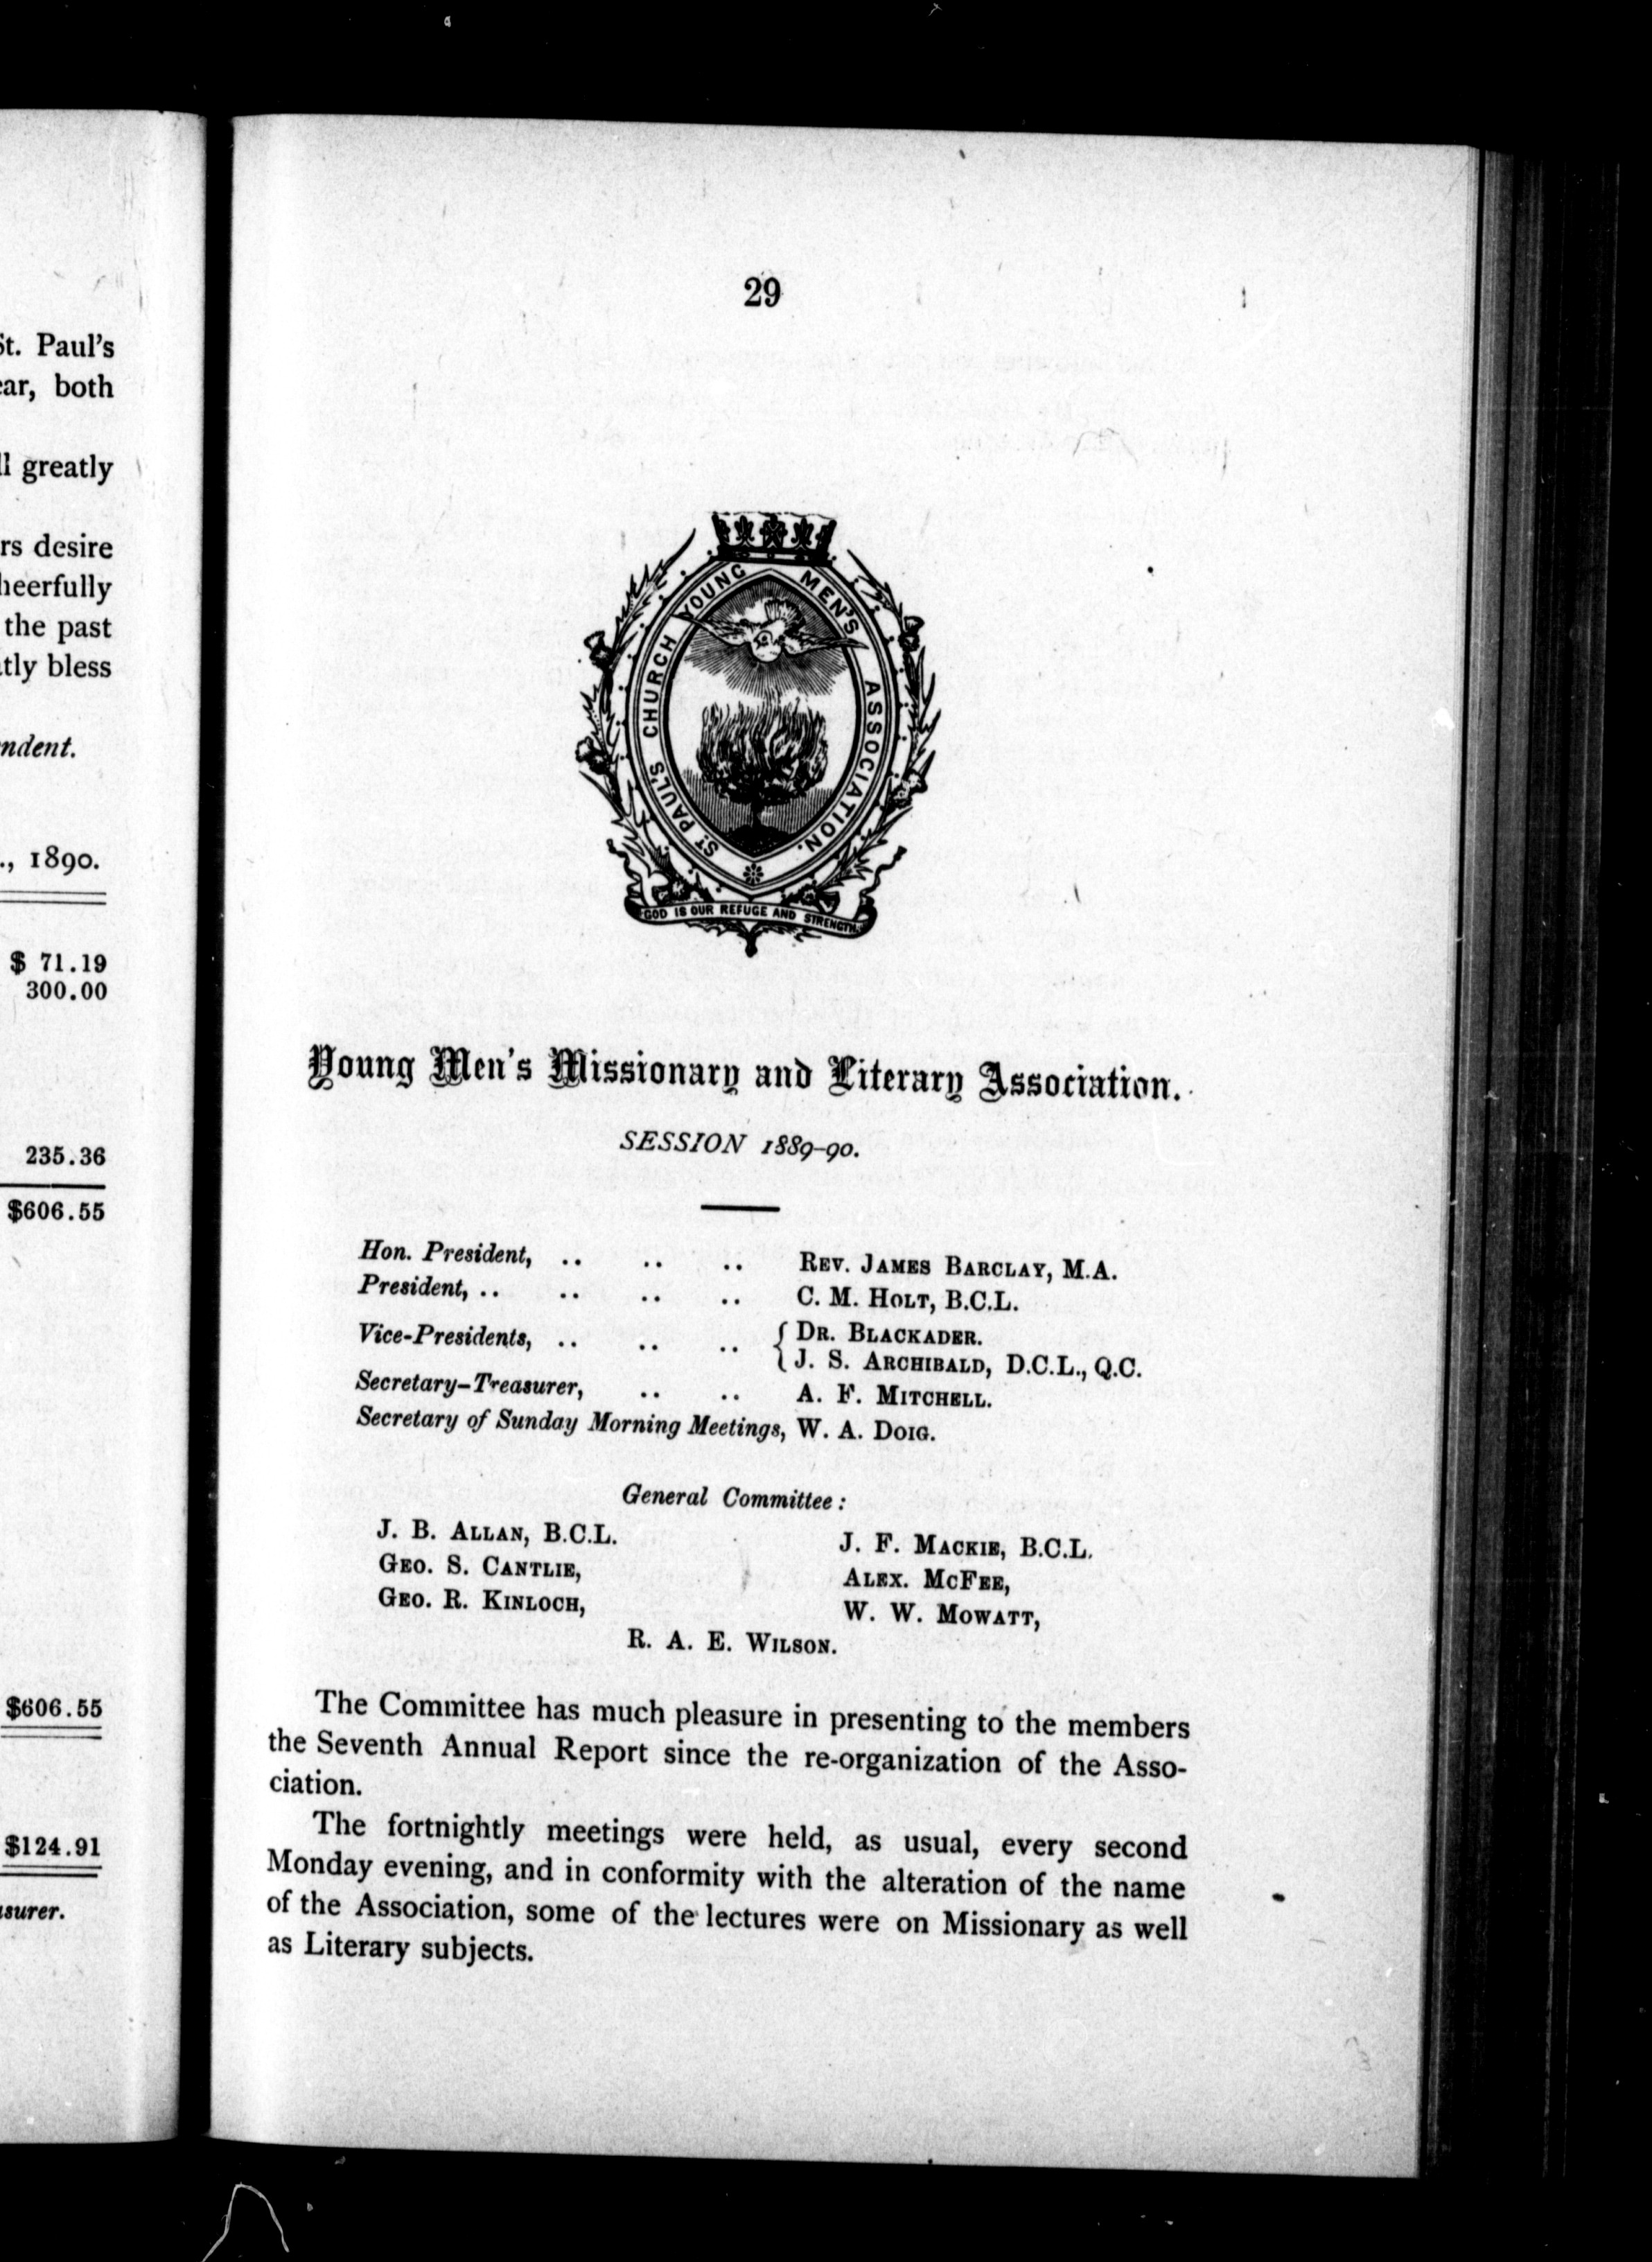 St. Paul's
ear, both
ll greatly
rs desire
heerfully
the past
atly bless
ndent.
., 1890.
$ 71.19
300.00
235.36
$606.55
$606.55
$124.91
asurer.
29
ST. PAUL'S CHURCH YOUNG MEN'S ASSOCIATION.
GOD IS OUR REFUGE AND STRENGTH.
Young Men's Missionary and Literary Association.
SESSION 1889-90.
Hon. President, .. .. .. REV. JAMES BARCLAY, M.A.
President, .. .. .. .. C. M. HOLT, B.C.L.
Vice-Presidents, .. .. .. { DR. BLACKADER.
J. S. ARCHIBALD, D.C.L., Q.C.
Secretary-Treasurer, .. .. A. F. MITCHELL.
Secretary of Sunday Morning Meetings, W. A. DOIG.
General Committee:
J. B. ALLAN, B.C.L. J. F. MACKIE, B.C.L.
GEO. S. CANTLIE, ALEX. MCFEE,
GEO. R. KINLOCH, W. W. MOWATT,
R. A. E. WILSON.
The Committee has much pleasure in presenting to the members
the Seventh Annual Report since the re-organization of the Asso-
ciation.
The fortnightly meetings were held, as usual, every second
Monday evening, and in conformity with the alteration of the name
of the Association, some of the lectures were on Missionary as well
as Literary subjects.